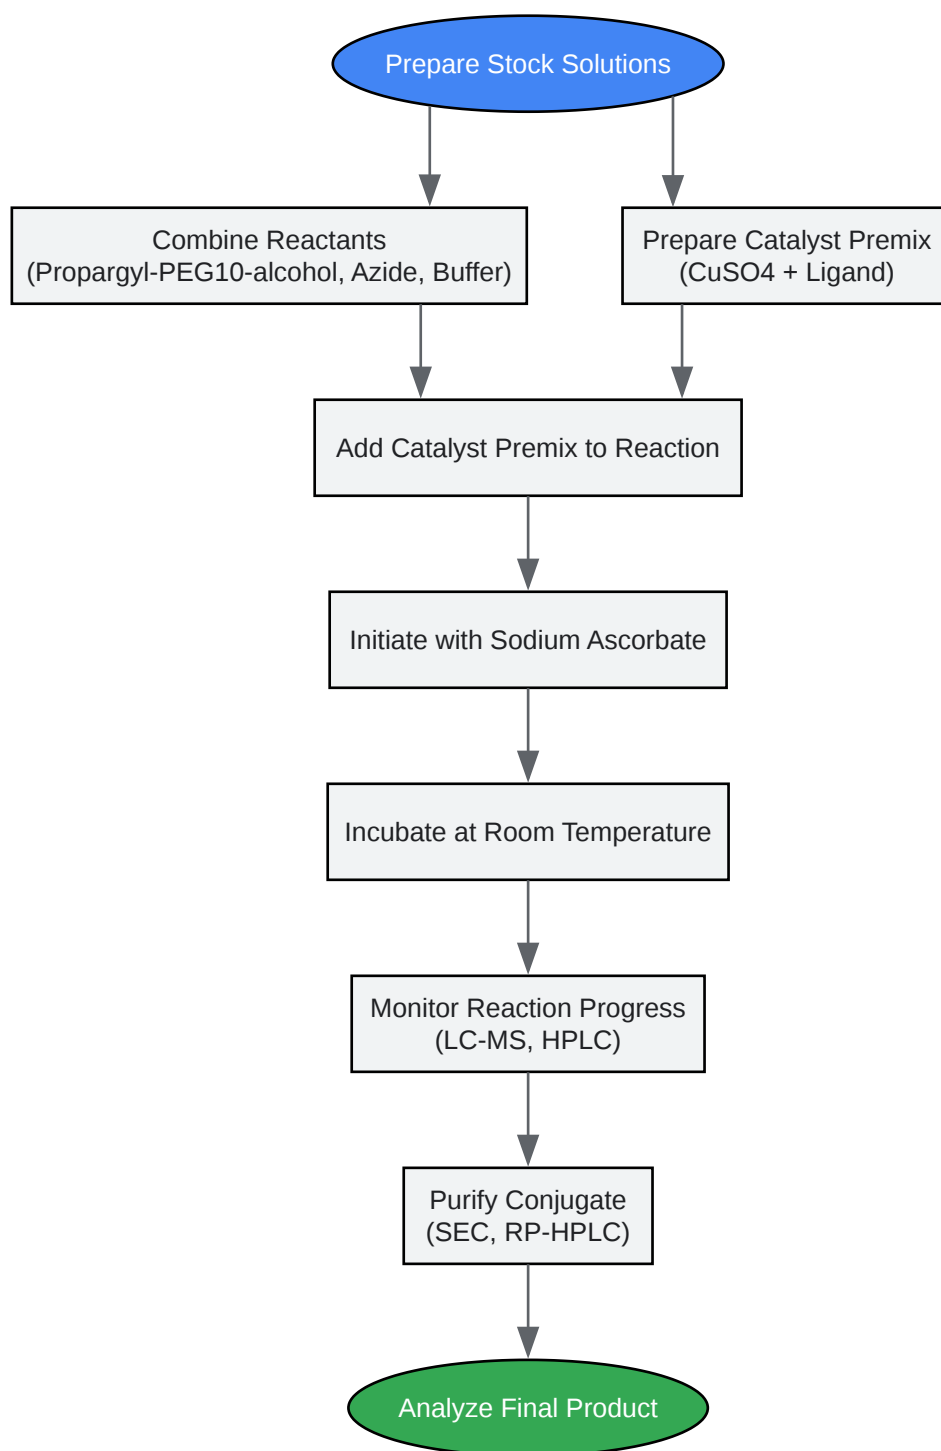 Prepare Stock Solutions
Combine Reactants
(Propargyl-PEG10-alcohol, Azide, Buffer)
Prepare Catalyst Premix
(CuSO4 + Ligand)
Add Catalyst Premix to Reaction
Initiate with Sodium Ascorbate
Incubate at Room Temperature
Monitor Reaction Progress
(LC-MS, HPLC)
Purify Conjugate
(SEC, RP-HPLC)
Analyze Final Product